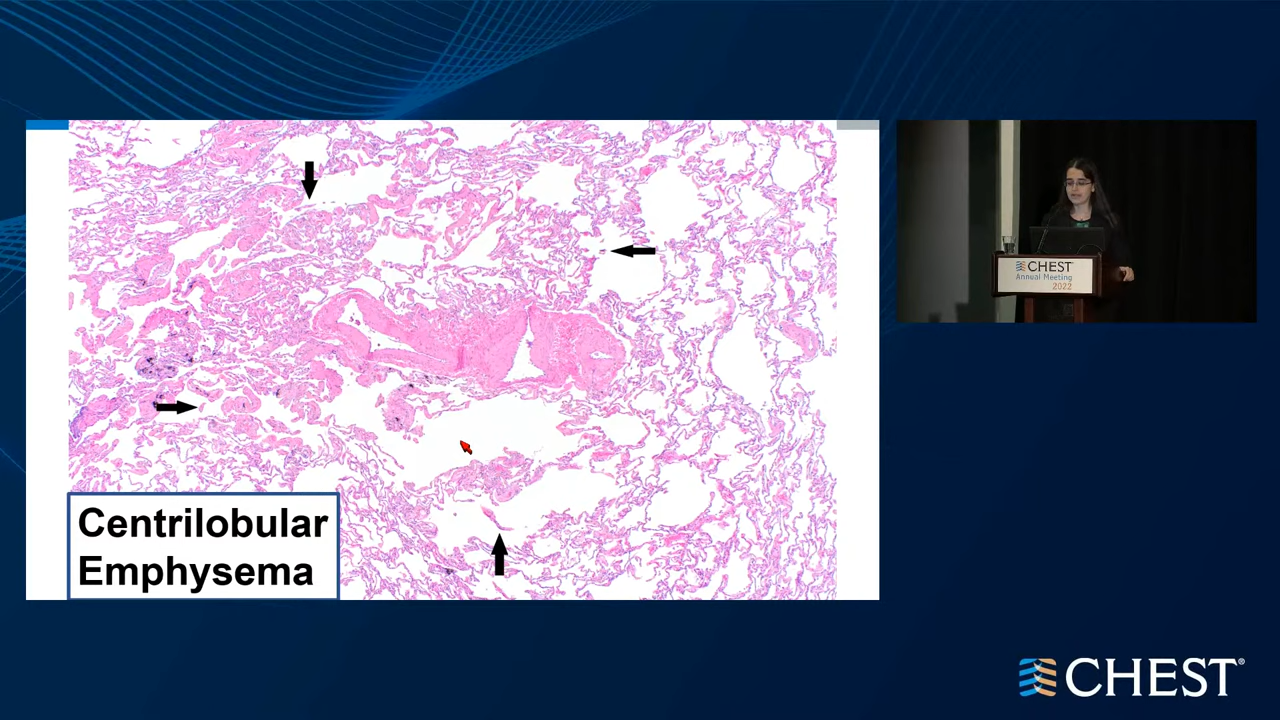 Centrilobular
Emphysema
CHEST
Annual Meeting
2022
CHEST®